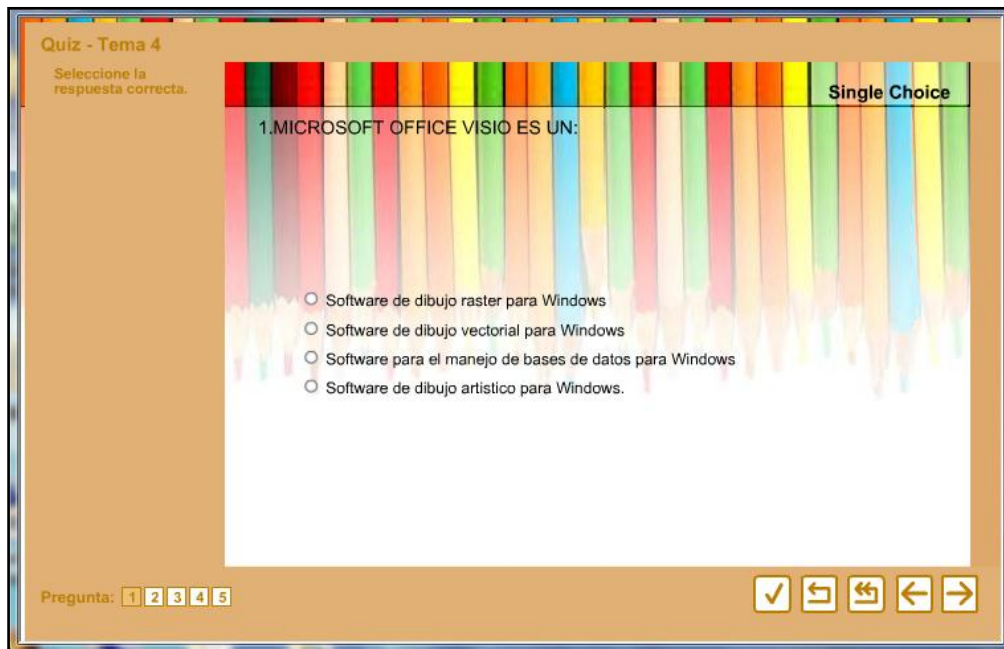 Quiz - Tema 4
Seleccione la
respuesta correcta.
Single Choice
1.MICROSOFT OFFICE VISIO ES UN:
Software de dibujo raster para Windows
Software de dibujo vectorial para Windows
Software para el manejo de bases de datos para Windows
Software de dibujo artistico para Windows.
Pregunta: 1 2 3 4 5